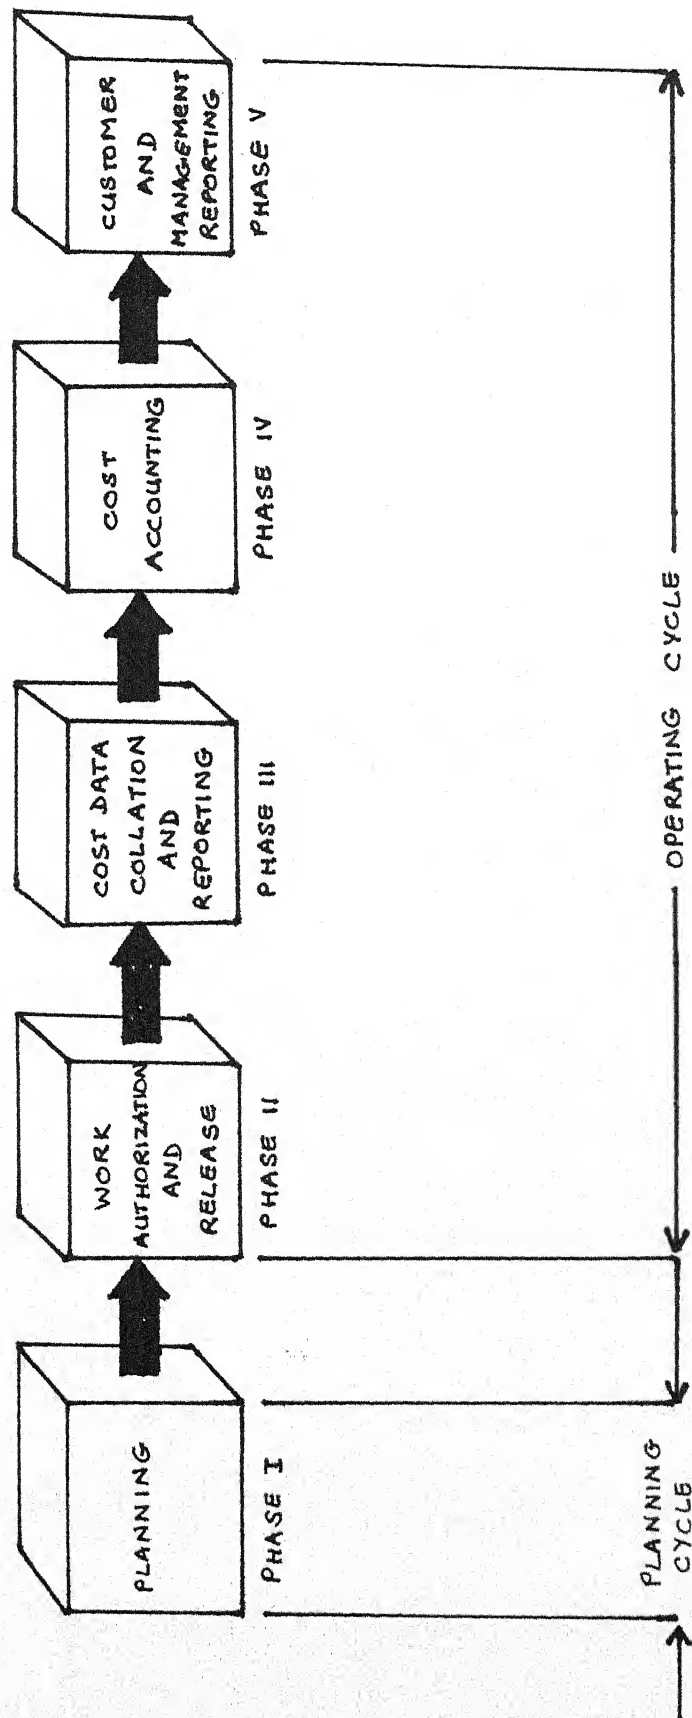 PLANNING
PHASE I
WORK
AUTHORIZATION
AND
RELEASE
PHASE II
COST DATA
COLLATION
AND
REPORTING
PHASE III
COST
ACCOUNTING
PHASE IV
CUSTOMER
AND
MANAGEMENT
REPORTING
PHASE V
PLANNING
CYCLE
OPERATING CYCLE